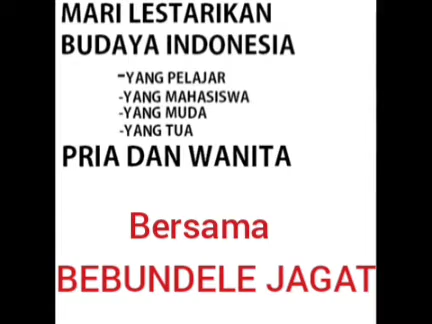 MARI LESTARIKAN
BUDAYA INDONESIA
-YANG PELAJAR
-YANG MAHASISWA
-YANG MUDA
-YANG TUA
PRIA DAN WANITA
Bersama
BEBUNDELE JAGAT